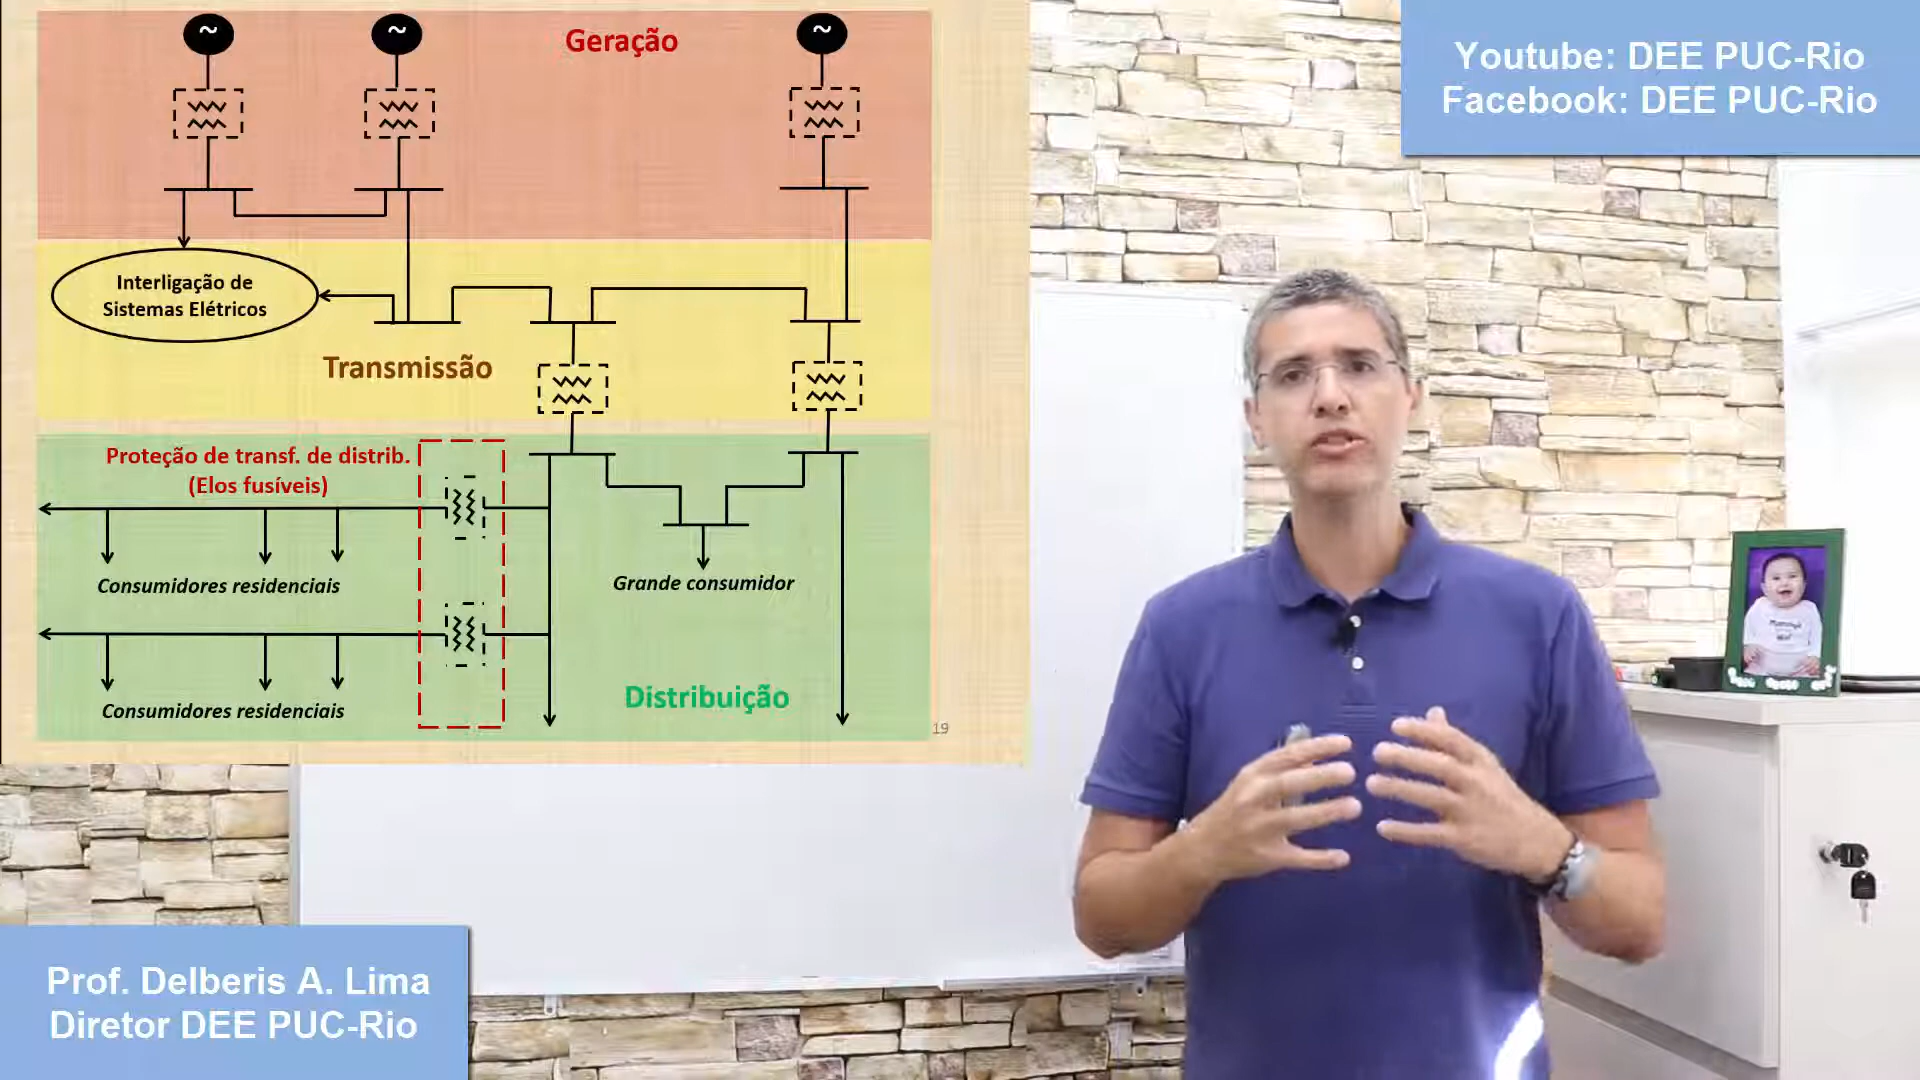 Geração
Interligação de
Sistemas Elétricos
Transmissão
Proteção de transf. de distrib.
(Elos fusíveis)
Consumidores residenciais
Grande consumidor
Consumidores residenciais
Distribuição
19
Youtube: DEE PUC-Rio
Facebook: DEE PUC-Rio
Prof. Delberis A. Lima
Diretor DEE PUC-Rio